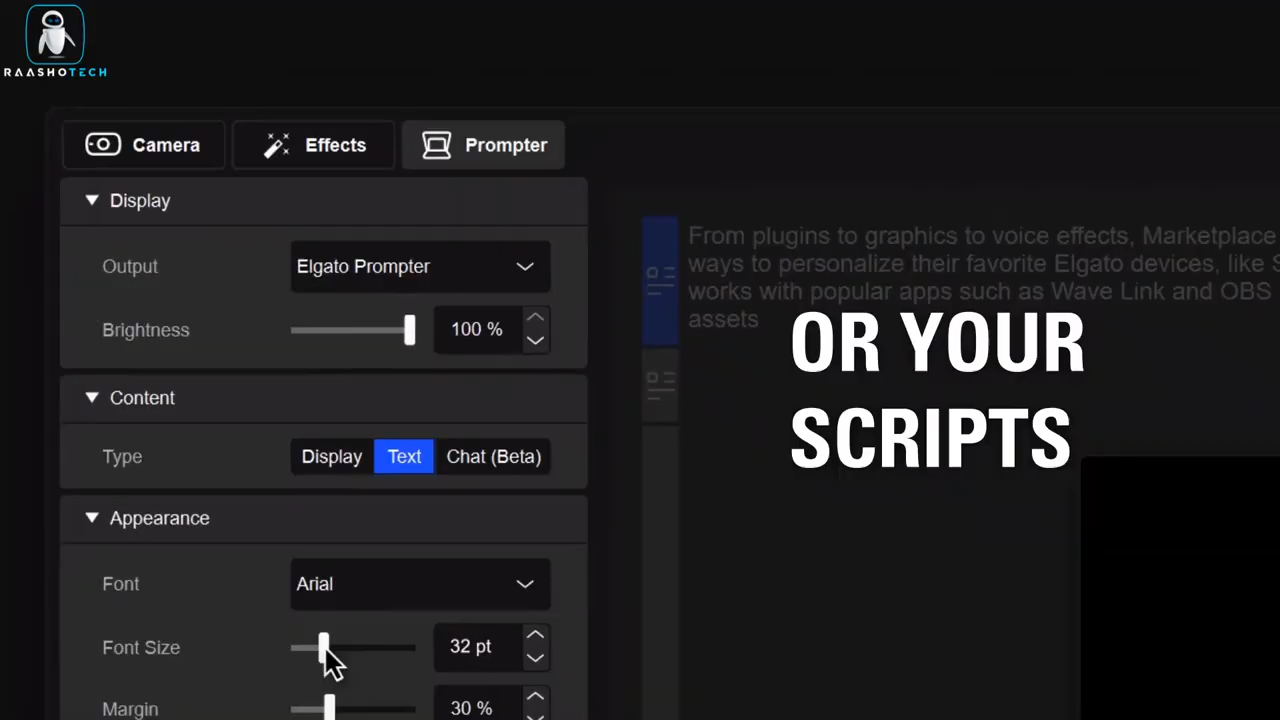 RAASHOTECH
Camera
Effects
Prompter
Display
Output
Elgato Prompter
Brightness
100 %
Content
Type
Display
Text
Chat (Beta)
Appearance
Font
Arial
Font Size
32 pt
Margin
30 %
From plugins to graphics to voice effects, Marketplace
ways to personalize their favorite Elgato devices, like
works with popular apps such as Wave Link and OBS
assets
OR YOUR
SCRIPTS